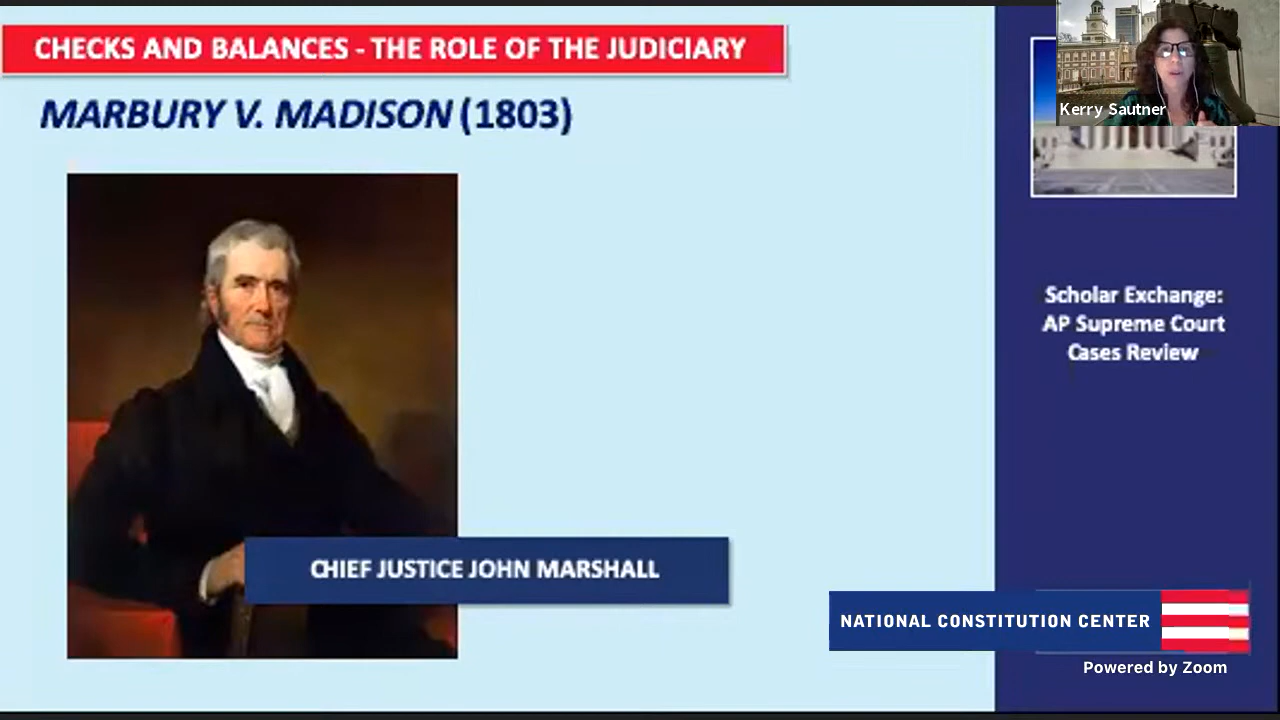 CHECKS AND BALANCES - THE ROLE OF THE JUDICIARY
MARBURY V. MADISON (1803)
CHIEF JUSTICE JOHN MARSHALL
Kerry Sautner
Scholar Exchange:
AP Supreme Court
Cases Review
NATIONAL CONSTITUTION CENTER
Powered by Zoom